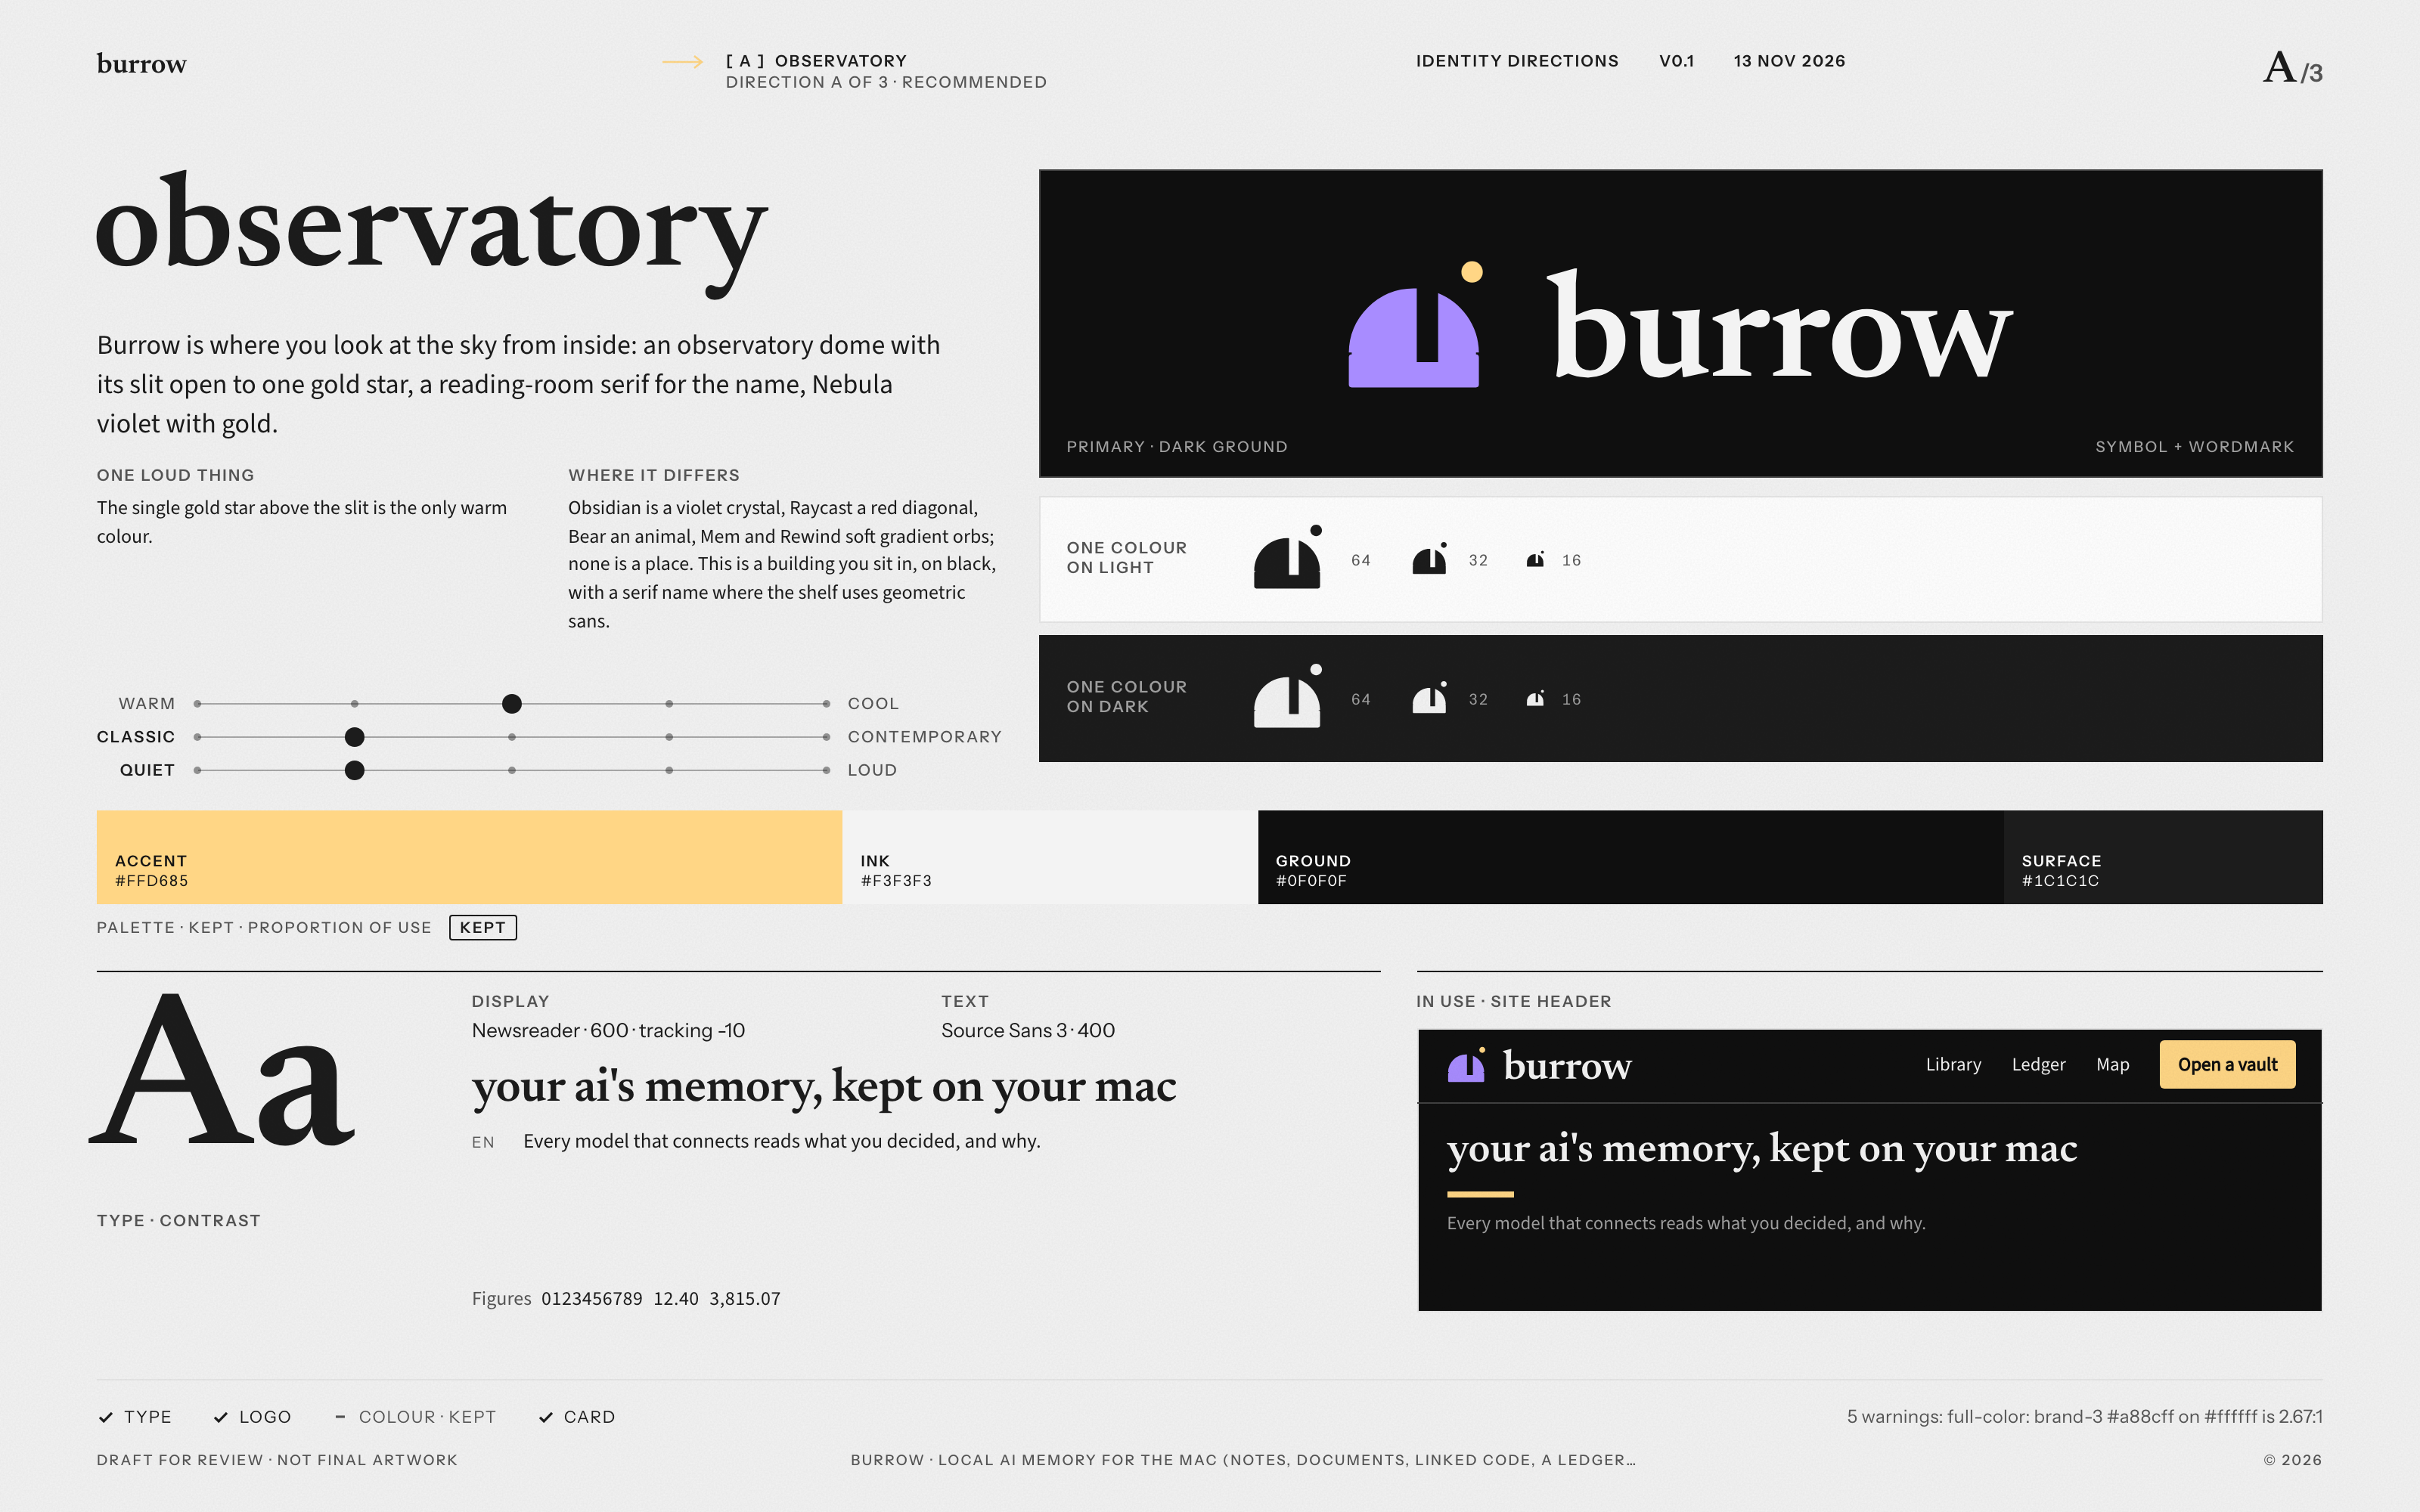 burrow
[ A ] OBSERVATORY
DIRECTION A OF 3 · RECOMMENDED
IDENTITY DIRECTIONS V0.1 13 NOV 2026
A/3
observatory
Burrow is where you look at the sky from inside: an observatory dome with
its slit open to one gold star, a reading-room serif for the name, Nebula
violet with gold.
ONE LOUD THING
The single gold star above the slit is the only warm
colour.
WHERE IT DIFFERS
Obsidian is a violet crystal, Raycast a red diagonal,
Bear an animal, Mem and Rewind soft gradient orbs;
none is a place. This is a building you sit in, on black,
with a serif name where the shelf uses geometric
sans.
WARM COOL
CLASSIC CONTEMPORARY
QUIET LOUD
burrow
PRIMARY · DARK GROUND
SYMBOL + WORDMARK
ONE COLOUR
ON LIGHT
64 32 16
ONE COLOUR
ON DARK
64 32 16
ACCENT
#FFD685
INK
#F3F3F3
GROUND
#0F0F0F
SURFACE
#1C1C1C
PALETTE · KEPT · PROPORTION OF USE KEPT
Aa
TYPE · CONTRAST
DISPLAY
Newsreader · 600 · tracking -10
TEXT
Source Sans 3 · 400
your ai's memory, kept on your mac
EN Every model that connects reads what you decided, and why.
Figures 0123456789 12.40 3,815.07
IN USE · SITE HEADER
burrow
Library Ledger Map Open a vault
your ai's memory, kept on your mac
Every model that connects reads what you decided, and why.
TYPE LOGO COLOUR · KEPT CARD
5 warnings: full-color: brand-3 #a88cff on #ffffff is 2.67:1
DRAFT FOR REVIEW · NOT FINAL ARTWORK
BURROW · LOCAL AI MEMORY FOR THE MAC (NOTES, DOCUMENTS, LINKED CODE, A LEDGER…
© 2026